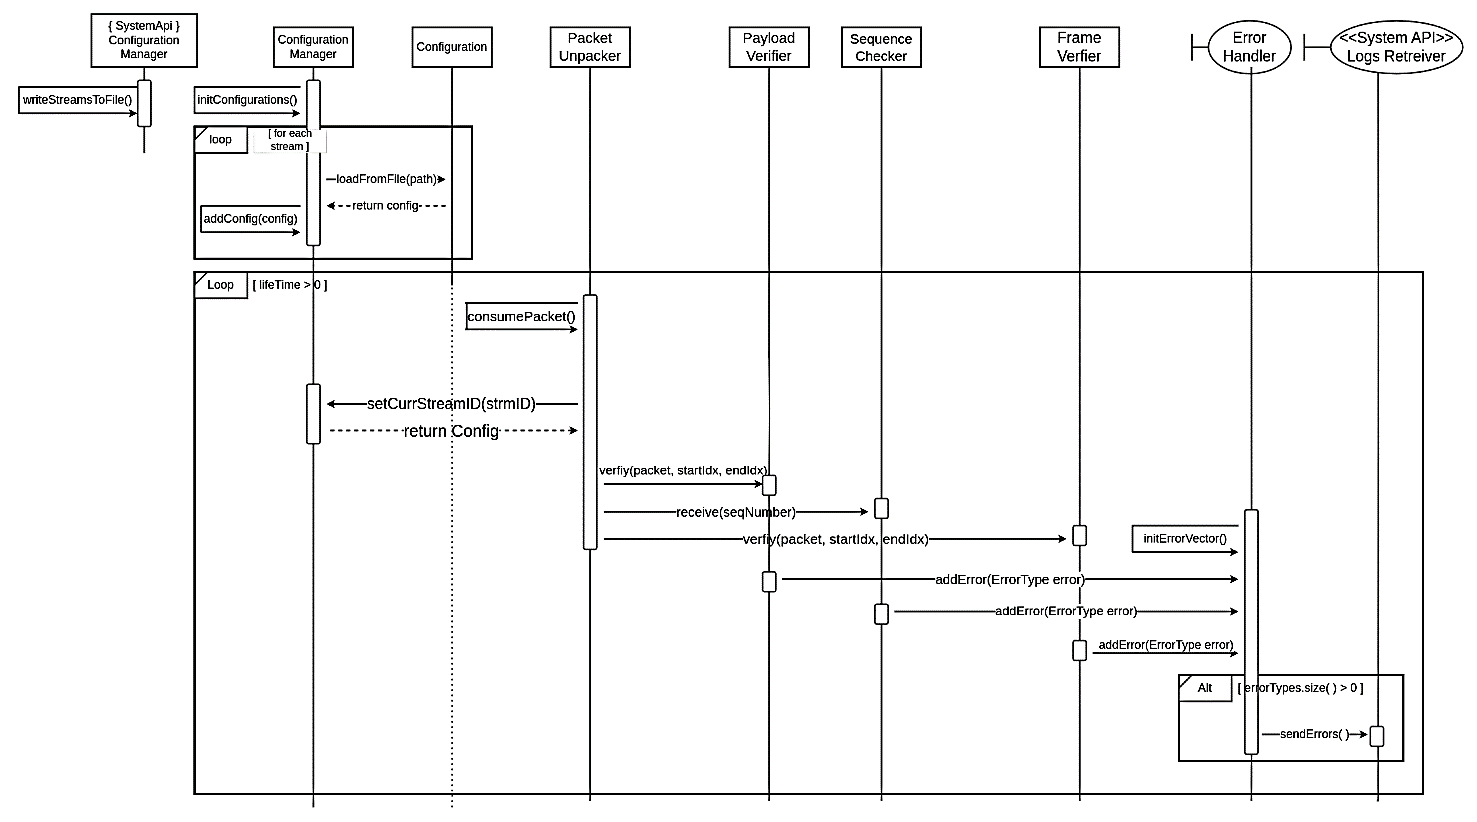 { SystemApi }
Configuration
Manager
Configuration
Manager
Configuration
Packet
Unpacker
Payload
Verifier
Sequence
Checker
Frame
Verfier
Error
Handler
<<System API>>
Logs Retreiver
writeStreamsToFile()
initConfigurations()
loop
[ for each
stream ]
loadFromFIle(path)
return config
addConfig(config)
Loop
[ lifeTime > 0 ]
consumePacket()
setCurrStreamID(strmID)
return Config
verfiy(packet, startIdx, endIdx)
receive(seqNumber)
verfiy(packet, startIdx, endIdx)
initErrorVector()
addError(ErrorType error)
addError(ErrorType error)
addError(ErrorType error)
Alt
[ errorTypes.size( ) > 0 ]
sendErrors( )